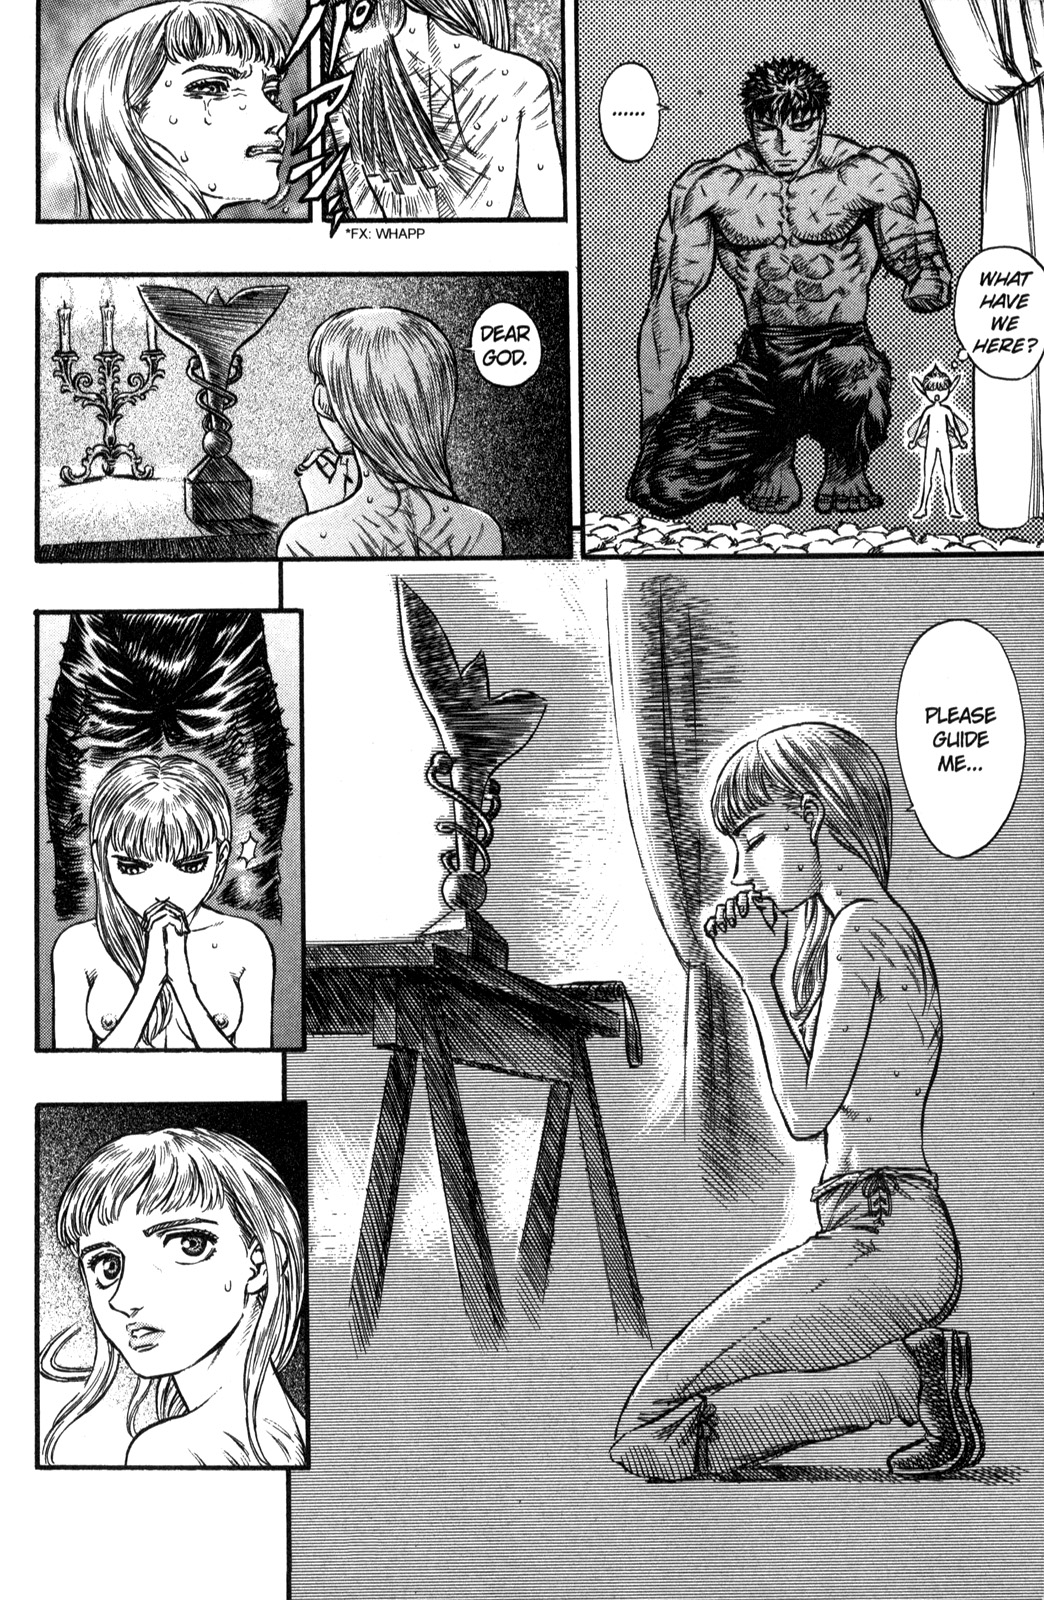 ......
WHAT
HAVE
WE
HERE?
*FX: WHAPP
DEAR
GOD.
PLEASE
GUIDE
ME...